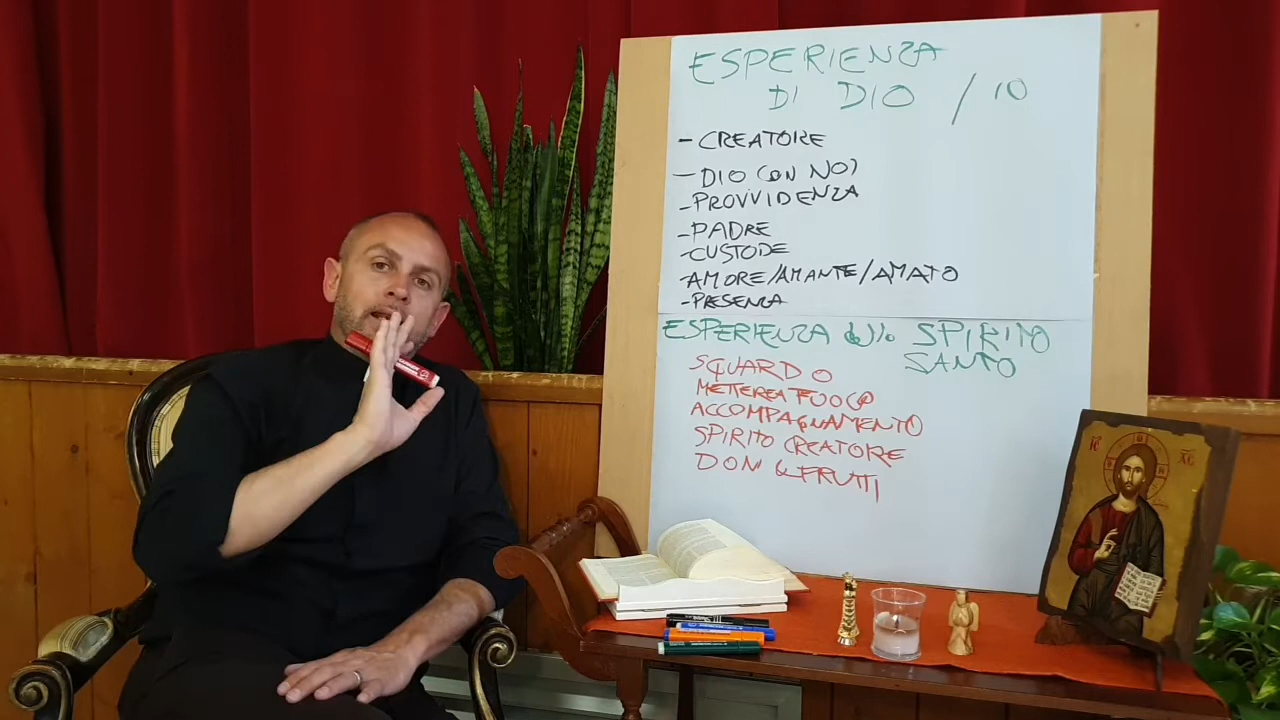 ESPERIENZA
DI DIO / IO
- CREATORE
- DIO CON NOI
- PROVVIDENZA
- PADRE
- CUSTODE
- AMORE/AMANTE/AMATO
- PRESENZA
ESPERIENZA dello SPIRITO
SANTO
SGUARDO
METTERE A FUOCO
ACCOMPAGNAMENTO
SPIRITO CREATORE
DONI e FRUTTI